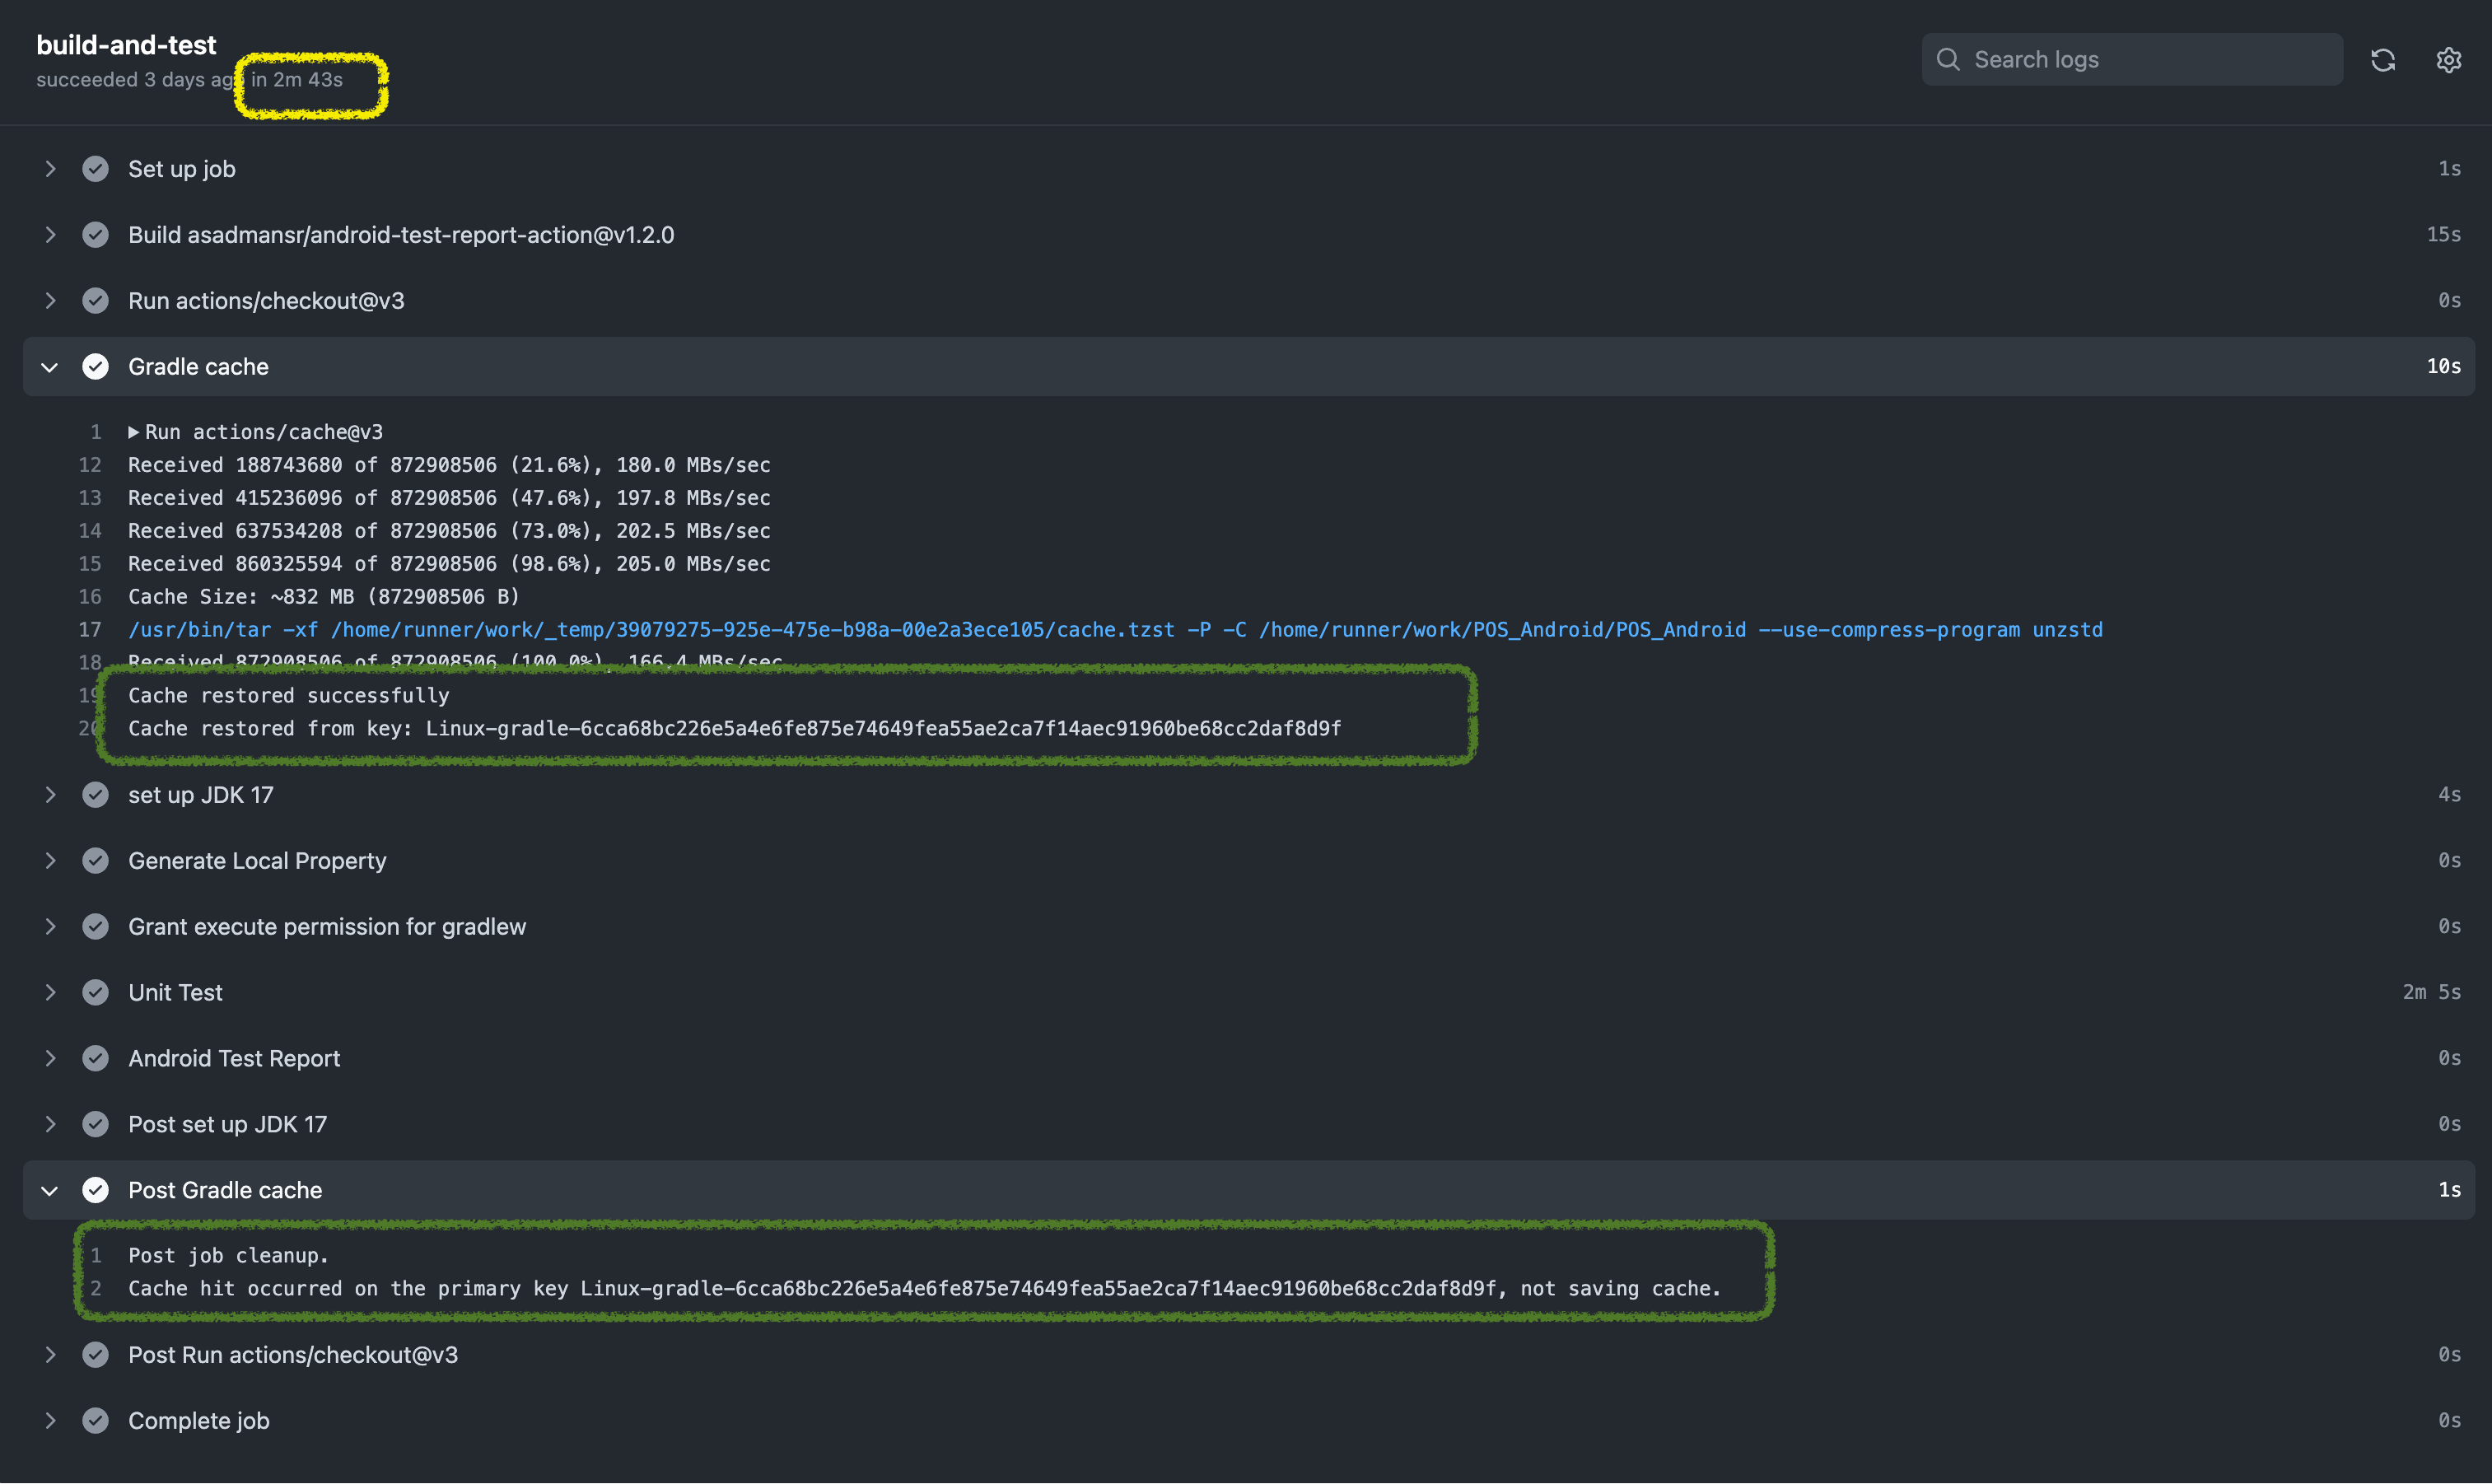 build-and-test
succeeded 3 days ago in 2m 43s
Search logs
Set up job 1s
Build asadmansr/android-test-report-action@v1.2.0 15s
Run actions/checkout@v3 0s
Gradle cache 10s
1 Run actions/cache@v3
12 Received 188743680 of 872908506 (21.6%), 180.0 MBs/sec
13 Received 415236096 of 872908506 (47.6%), 197.8 MBs/sec
14 Received 637534208 of 872908506 (73.0%), 202.5 MBs/sec
15 Received 860325594 of 872908506 (98.6%), 205.0 MBs/sec
16 Cache Size: ~832 MB (872908506 B)
17 /usr/bin/tar -xf /home/runner/work/_temp/39079275-925e-475e-b98a-00e2a3ece105/cache.tzst -P -C /home/runner/work/POS_Android/POS_Android --use-compress-program unzstd
18 Received 872908506 of 872908506 (100.0%), 166.4 MBs/sec
19 Cache restored successfully
20 Cache restored from key: Linux-gradle-6cca68bc226e5a4e6fe875e74649fea55ae2ca7f14aec91960be68cc2daf8d9f
set up JDK 17 4s
Generate Local Property 0s
Grant execute permission for gradlew 0s
Unit Test 2m 5s
Android Test Report 0s
Post set up JDK 17 0s
Post Gradle cache 1s
1 Post job cleanup.
2 Cache hit occurred on the primary key Linux-gradle-6cca68bc226e5a4e6fe875e74649fea55ae2ca7f14aec91960be68cc2daf8d9f, not saving cache.
Post Run actions/checkout@v3 0s
Complete job 0s